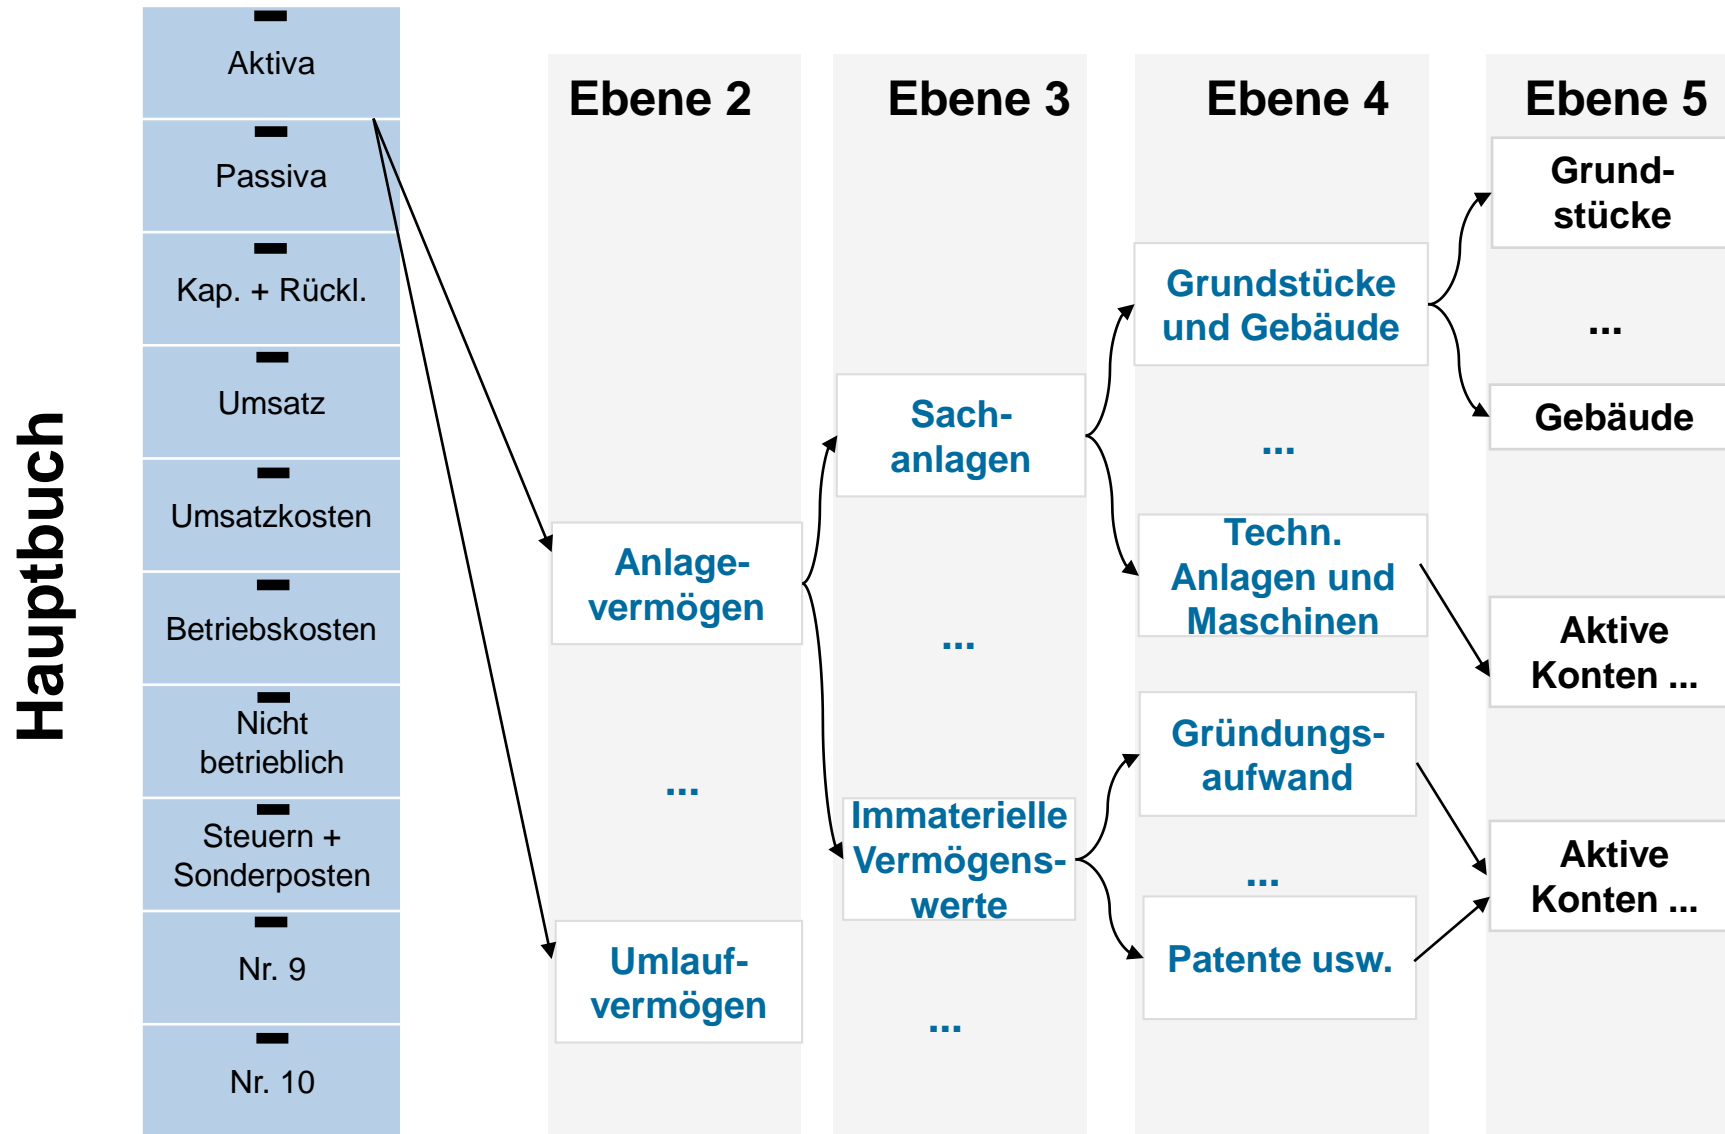 Hauptbuch
Aktiva
Passiva
Kap. + Rückl.
Umsatz
Umsatzkosten
Betriebskosten
Nicht
betrieblich
Steuern +
Sonderposten
Nr. 9
Nr. 10
Ebene 2
Anlage-
vermögen
...
Umlauf-
vermögen
Ebene 3
Sach-
anlagen
...
Immaterielle
Vermögens-
werte
...
Ebene 4
Grundstücke
und Gebäude
...
Techn.
Anlagen und
Maschinen
Gründungs-
aufwand
...
Patente usw.
Ebene 5
Grund-
stücke
...
Gebäude
Aktive
Konten ...
Aktive
Konten ...